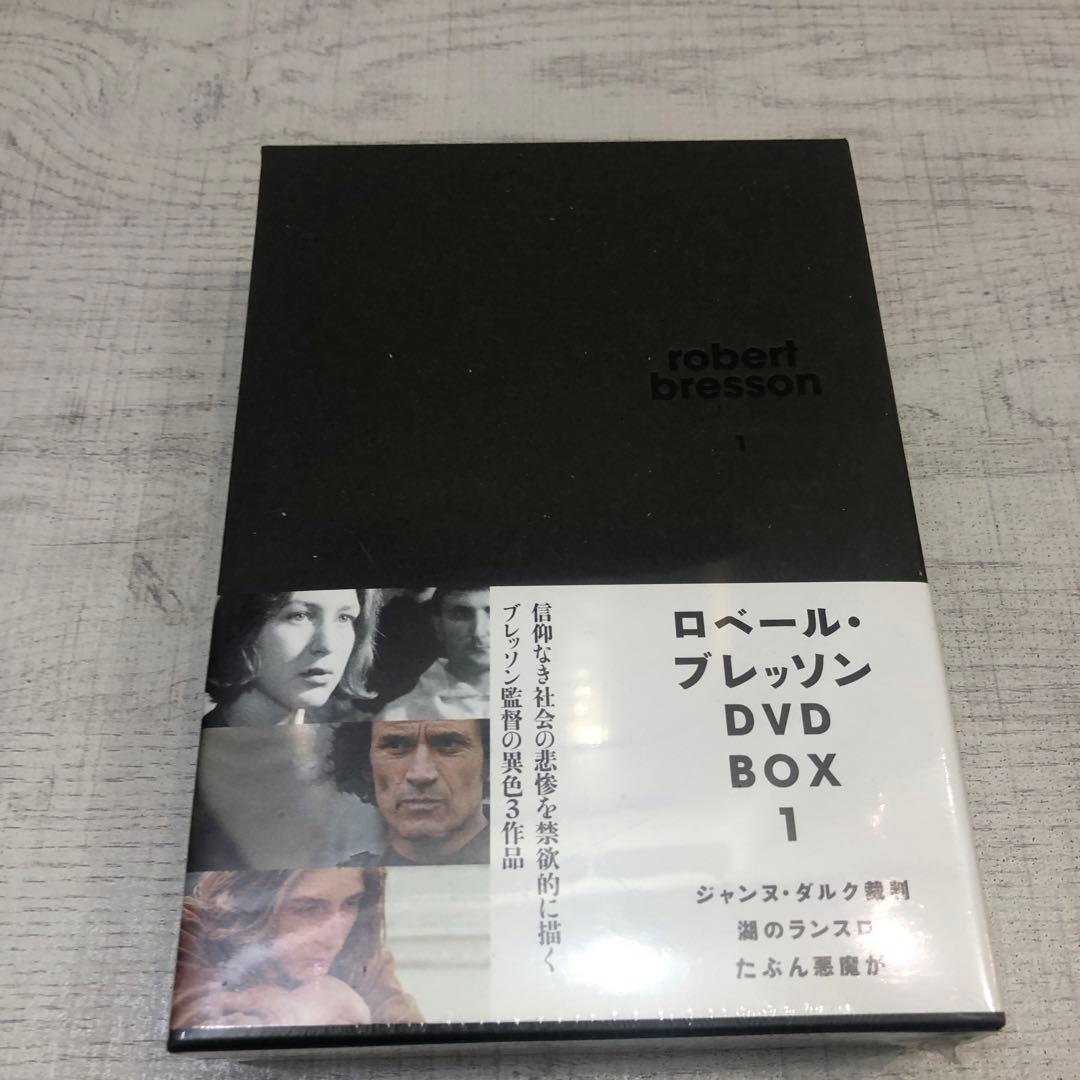 robert
bresson
1
ロベール・
ブレッソン
DVD
BOX
1
信仰なき社会の悲惨を禁欲的に描く
ブレッソン監督の異色3作品
ジャンヌ・ダルク裁判
湖のランスロ
たぶん悪魔が